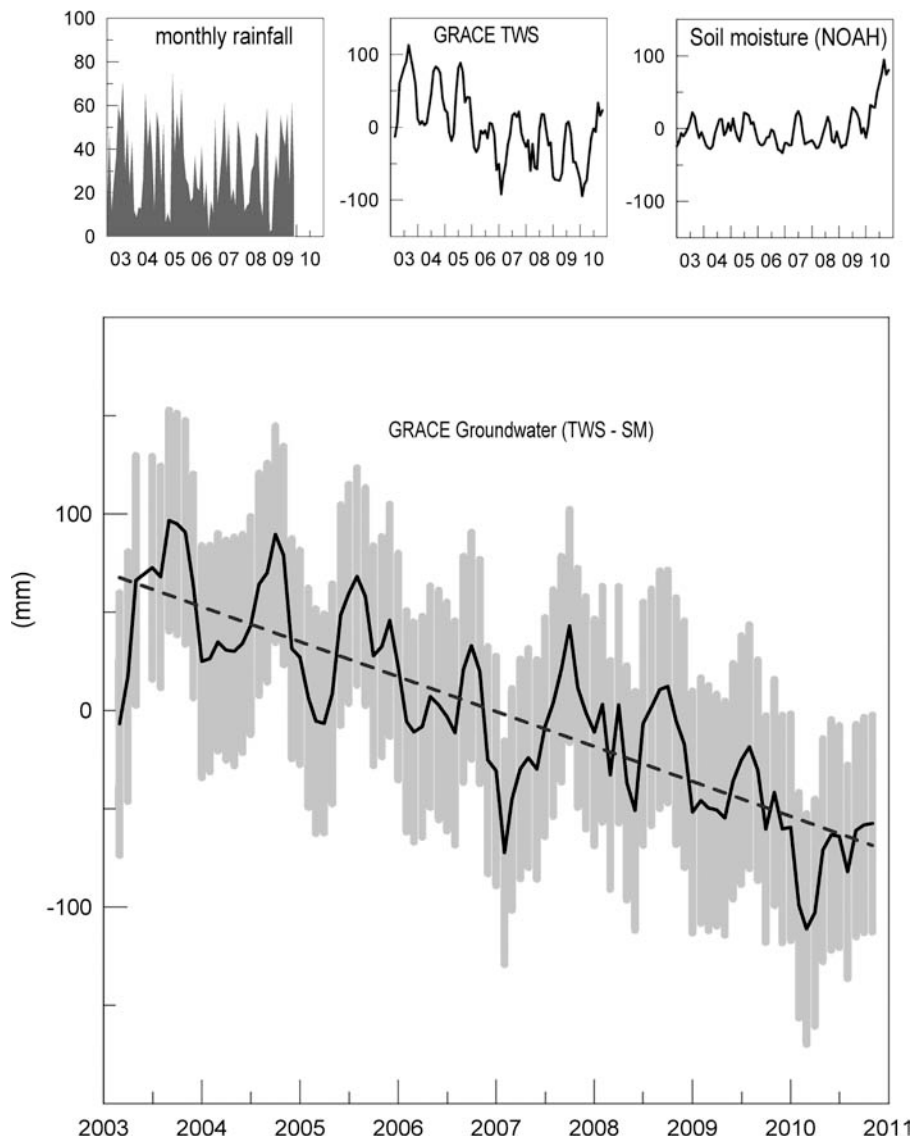 monthly rainfall
100
80
60
40
20
0
03 04 05 06 07 08 09 10
GRACE TWS
100
0
-100
03 04 05 06 07 08 09 10
Soil moisture (NOAH)
100
0
-100
03 04 05 06 07 08 09 10
GRACE Groundwater (TWS - SM)
(mm)
100
0
-100
2003 2004 2005 2006 2007 2008 2009 2010 2011